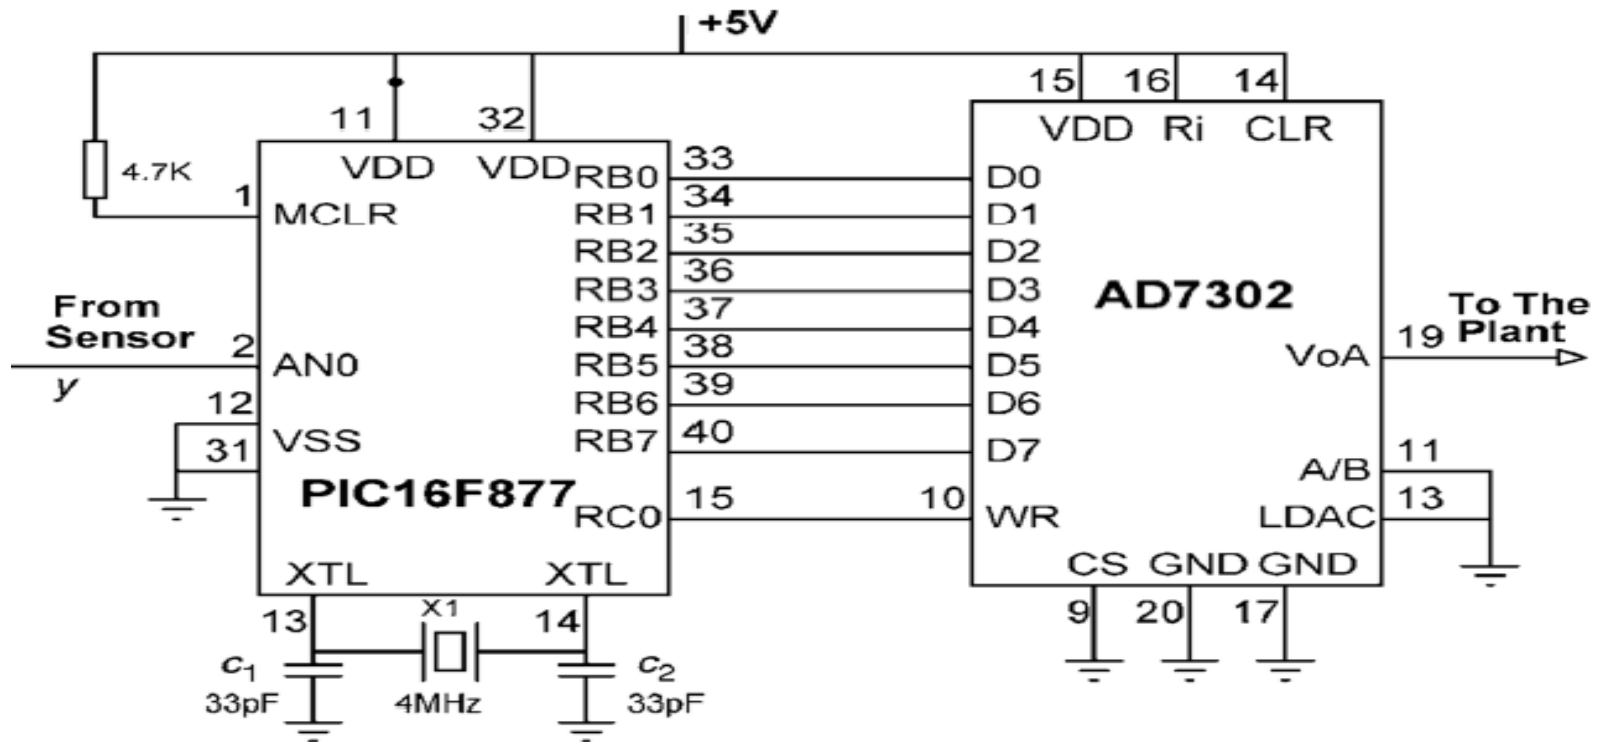 +5V
15 16 14
11 32
VDD Ri CLR
4.7K
VDD VDD
RB0 33 D0
1 MCLR
RB1 34 D1
RB2 35 D2
RB3 36 D3
AD7302
From
Sensor
RB4 37 D4
To The
Plant
2 AN0
RB5 38 D5
VoA 19
y
RB6 39 D6
12
VSS
31
RB7 40 D7
A/B 11
PIC16F877
RC0 15 10 WR
LDAC 13
XTL XTL
CS GND GND
13 X1 14
9 20 17
c1 c2
33pF 4MHz 33pF